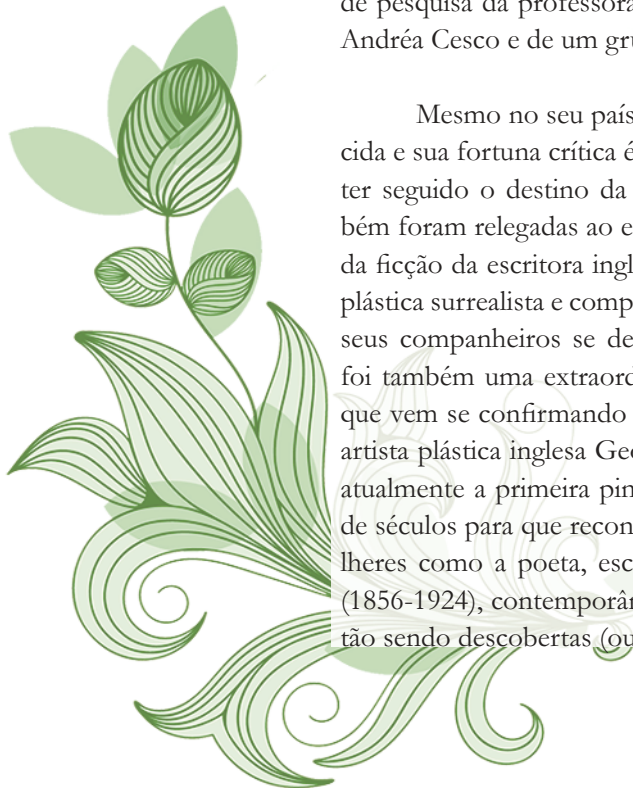 de pesquisa da professora
Andréa Cesco e de um gru
Mesmo no seu país
cida e sua fortuna crítica é
ter seguido o destino da
bém foram relegadas ao e
da ficção da escritora ingl
plástica surrealista e comp
seus companheiros se de
foi também uma extraord
que vem se confirmando
artista plástica inglesa Geo
atualmente a primeira pin
de séculos para que recon
lheres como a poeta, esc
(1856-1924), contemporân
tão sendo descobertas (ou